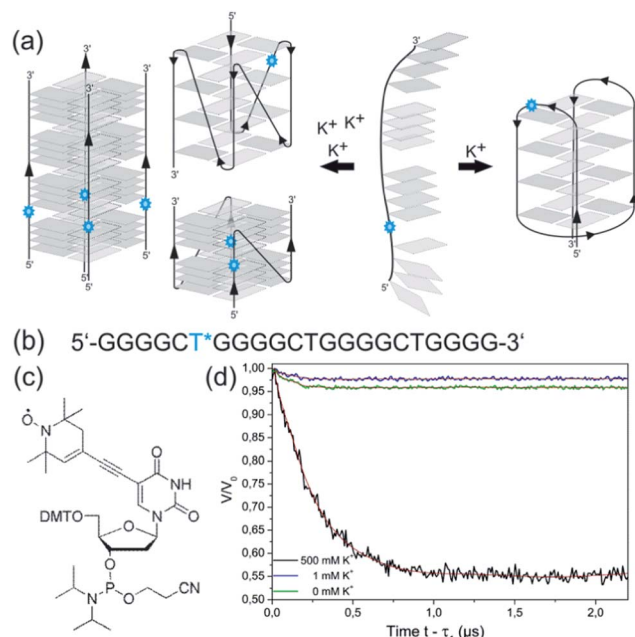 (a)
5'
3'
3'
3'
3'
3'
5'
5'
5'
3'
3'
5'
K+ K+
K+
3'
5'
K+
3'
5'
(b) 5'-GGGGCT*GGGGCTGGGGCTGGGG-3'
(c)
O
N
O
NH
N
O
DMTO
O
O
P
N
O
CN
(d)
1,00
0,95
0,90
0,85
0,80
0,75
0,70
0,65
0,60
0,55
0,50
V/V0
500 mM K+
1 mM K+
0 mM K+
0,0
0,5
1,0
1,5
2,0
Time t - τ (μs)